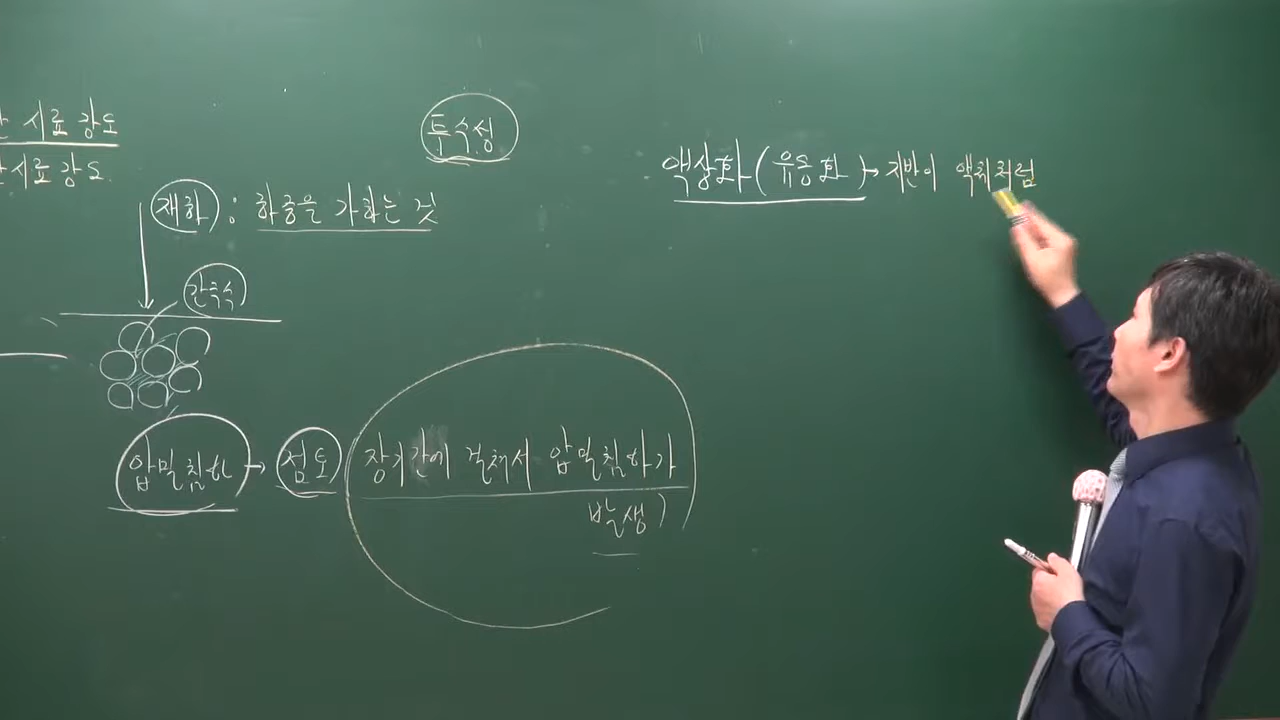 시료 강도
시료 강도.
재하 : 하중을 가하는 것
간극수
압밀침하 → 점토 (장기간에 걸쳐서 압밀침하가
발생)
투수성
액상화 (유동화) → 지반이 액체처럼